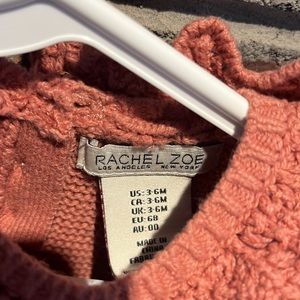 RACHEL ZOE
LOS ANGELES NEW YORK
US: 3-6M
CA: 3-6M
UK: 3-6M
EU: 68
AU: 00
MADE IN
CHINA